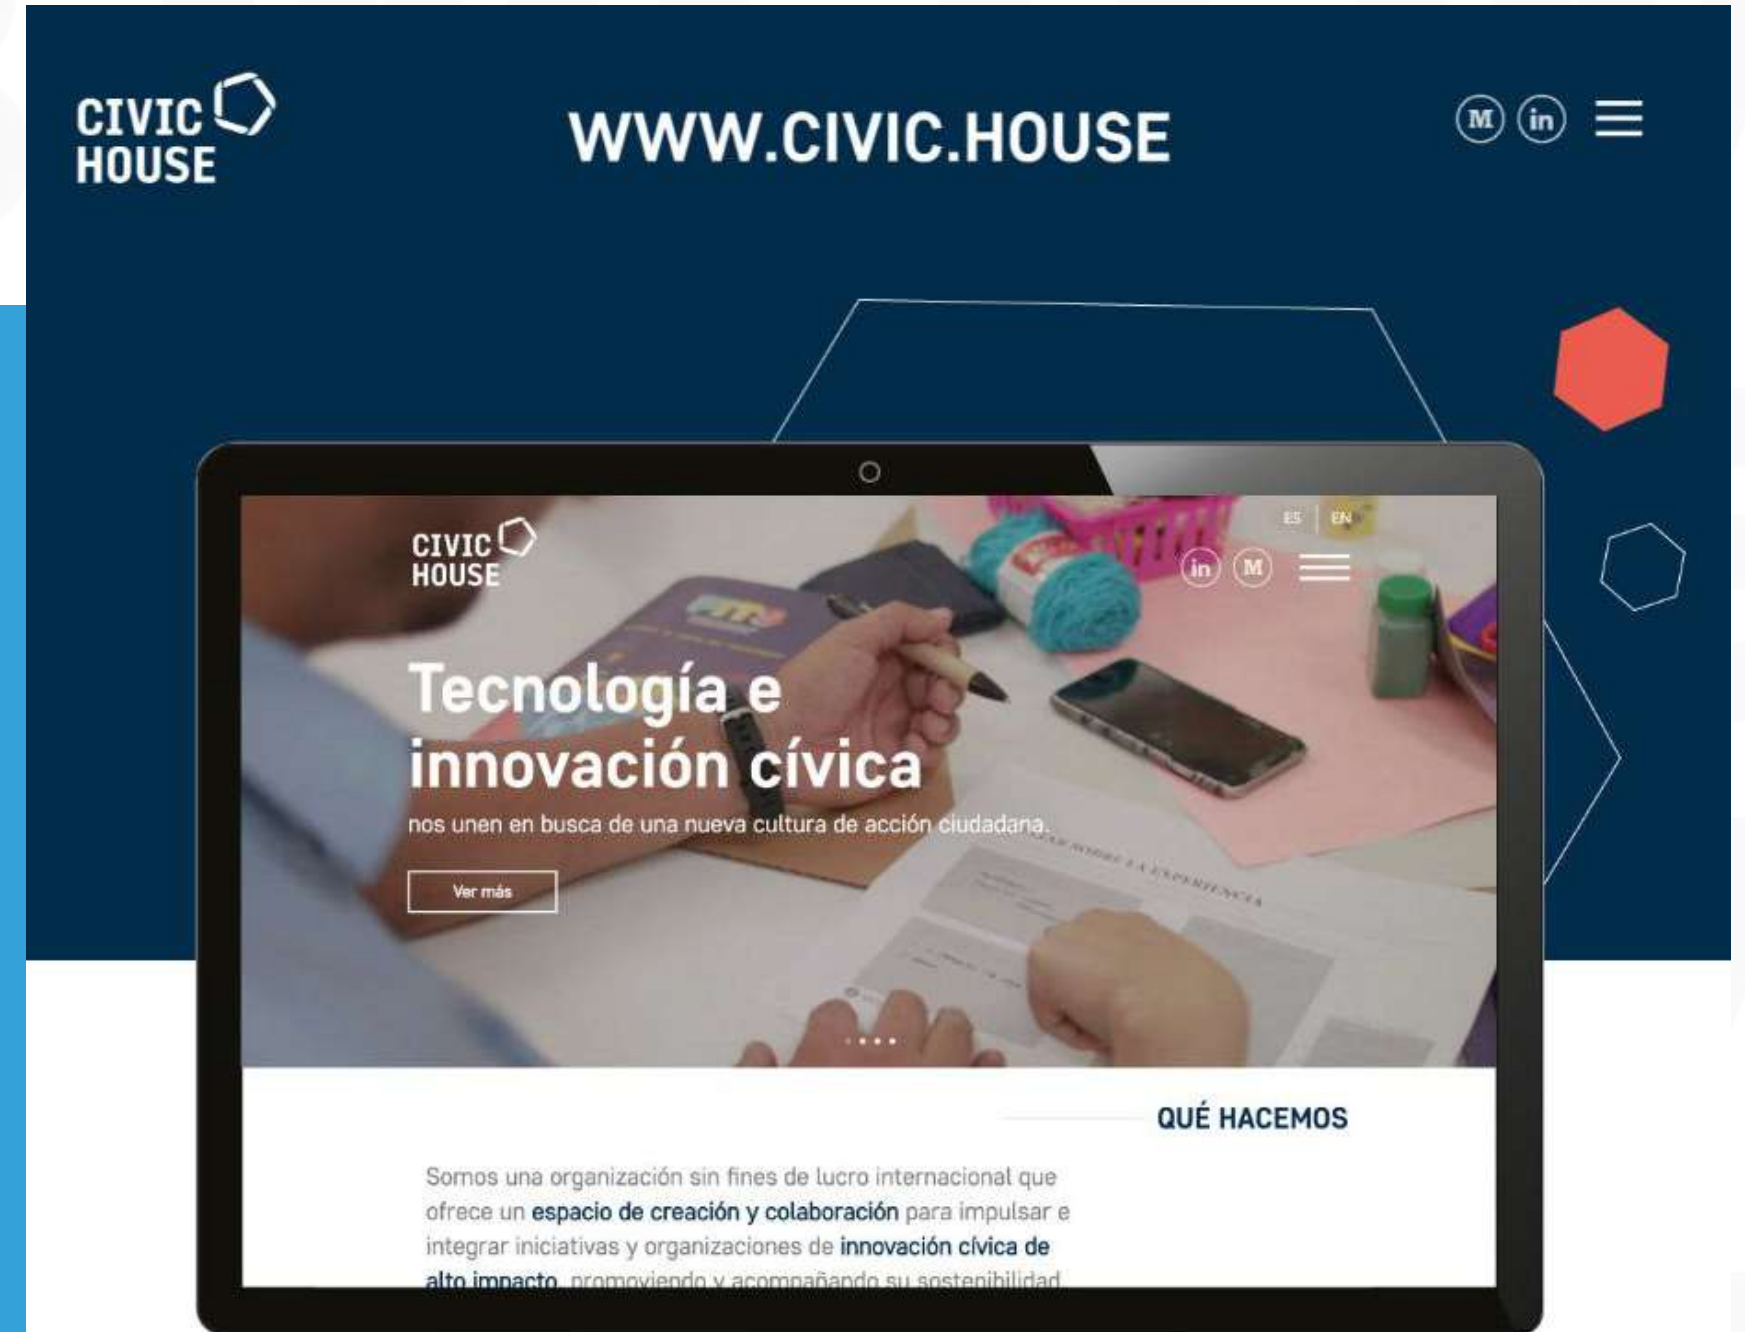 CIVIC
HOUSE
WWW.CIVIC.HOUSE
M in
ES | EN
CIVIC
HOUSE
in M
Tecnología e
innovación cívica
nos unen en busca de una nueva cultura de acción ciudadana.
SOBRE LA EXPERIENCIA
Ver más
QUÉ HACEMOS
Somos una organización sin fines de lucro internacional que
ofrece un espacio de creación y colaboración para impulsar e
integrar iniciativas y organizaciones de innovación cívica de
alto impacto, promoviendo y acompañando su sostenibilidad